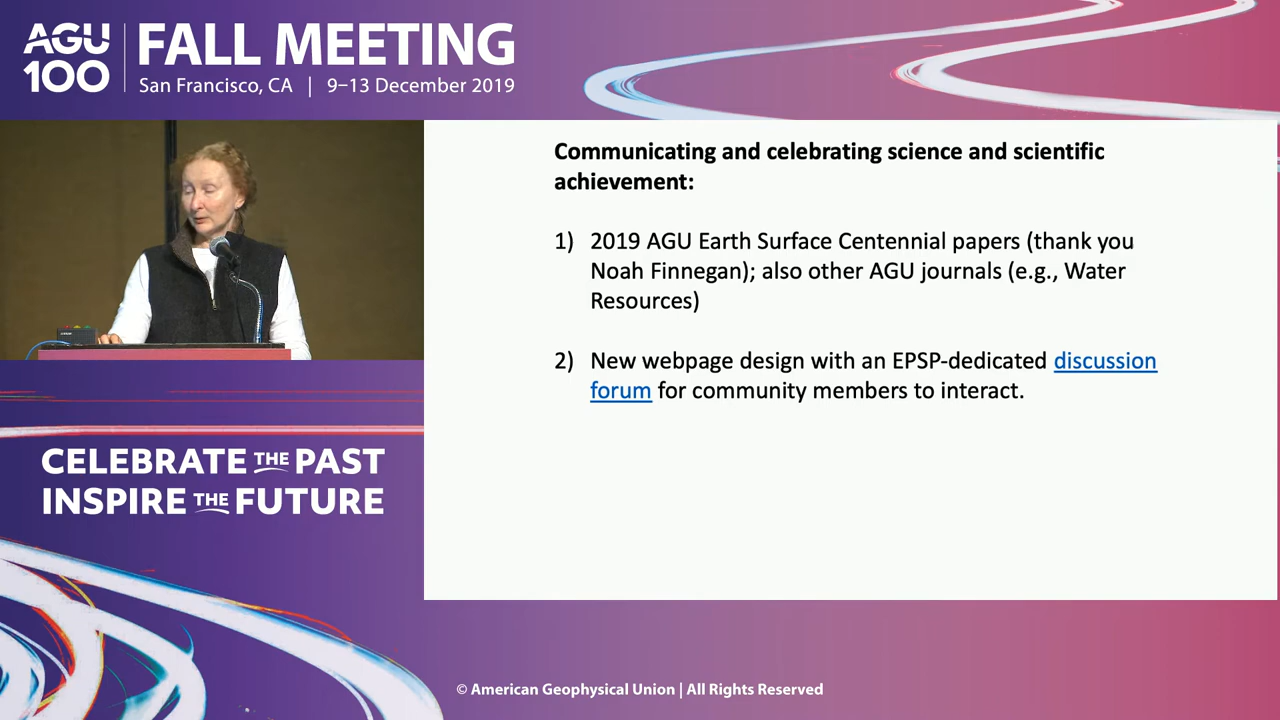 AGU
100
FALL MEETING
San Francisco, CA | 9–13 December 2019
Communicating and celebrating science and scientific
achievement:
1) 2019 AGU Earth Surface Centennial papers (thank you
Noah Finnegan); also other AGU journals (e.g., Water
Resources)
2) New webpage design with an EPSP-dedicated discussion
forum for community members to interact.
CELEBRATE THE PAST
INSPIRE THE FUTURE
© American Geophysical Union | All Rights Reserved